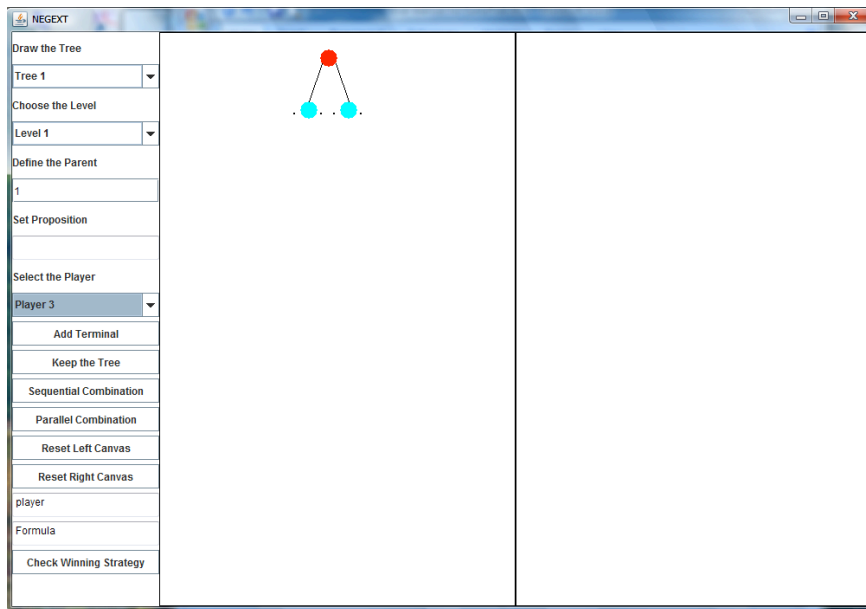 NEGEXT
Draw the Tree
Tree 1
Choose the Level
Level 1
Define the Parent
1
Set Proposition
Select the Player
Player 3
Add Terminal
Keep the Tree
Sequential Combination
Parallel Combination
Reset Left Canvas
Reset Right Canvas
player
Formula
Check Winning Strategy